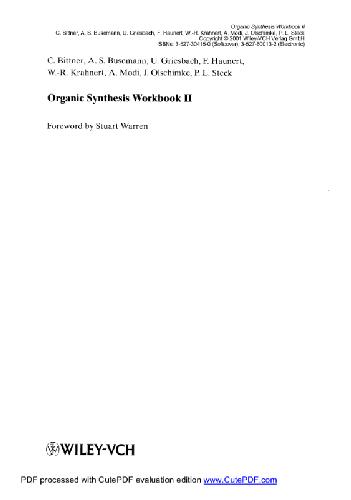 Organic Synthesis Workbook II
C. Bittner, A. S. Busemann, U. Griesbach, F. Haunert, W.-R. Krahnert, A. Modi, J. Olschimke, P. L. Steck
Copyright © 2001 Wiley-VCH Verlag GmbH
ISBNs: 3-527-30415-0 (Softcover); 3-527-60013-2 (Electronic)
C. Bittner, A. S. Busemann, U. Griesbach, F. Haunert,
W.-R. Krahnert, A. Modi, J. Olschimke, P. L. Steck
Organic Synthesis Workbook II
Foreword by Stuart Warren
WILEY-VCH
PDF processed with CutePDF evaluation edition www.CutePDF.com